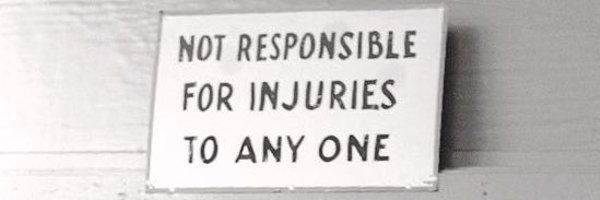 NOT RESPONSIBLE
FOR INJURIES
TO ANY ONE